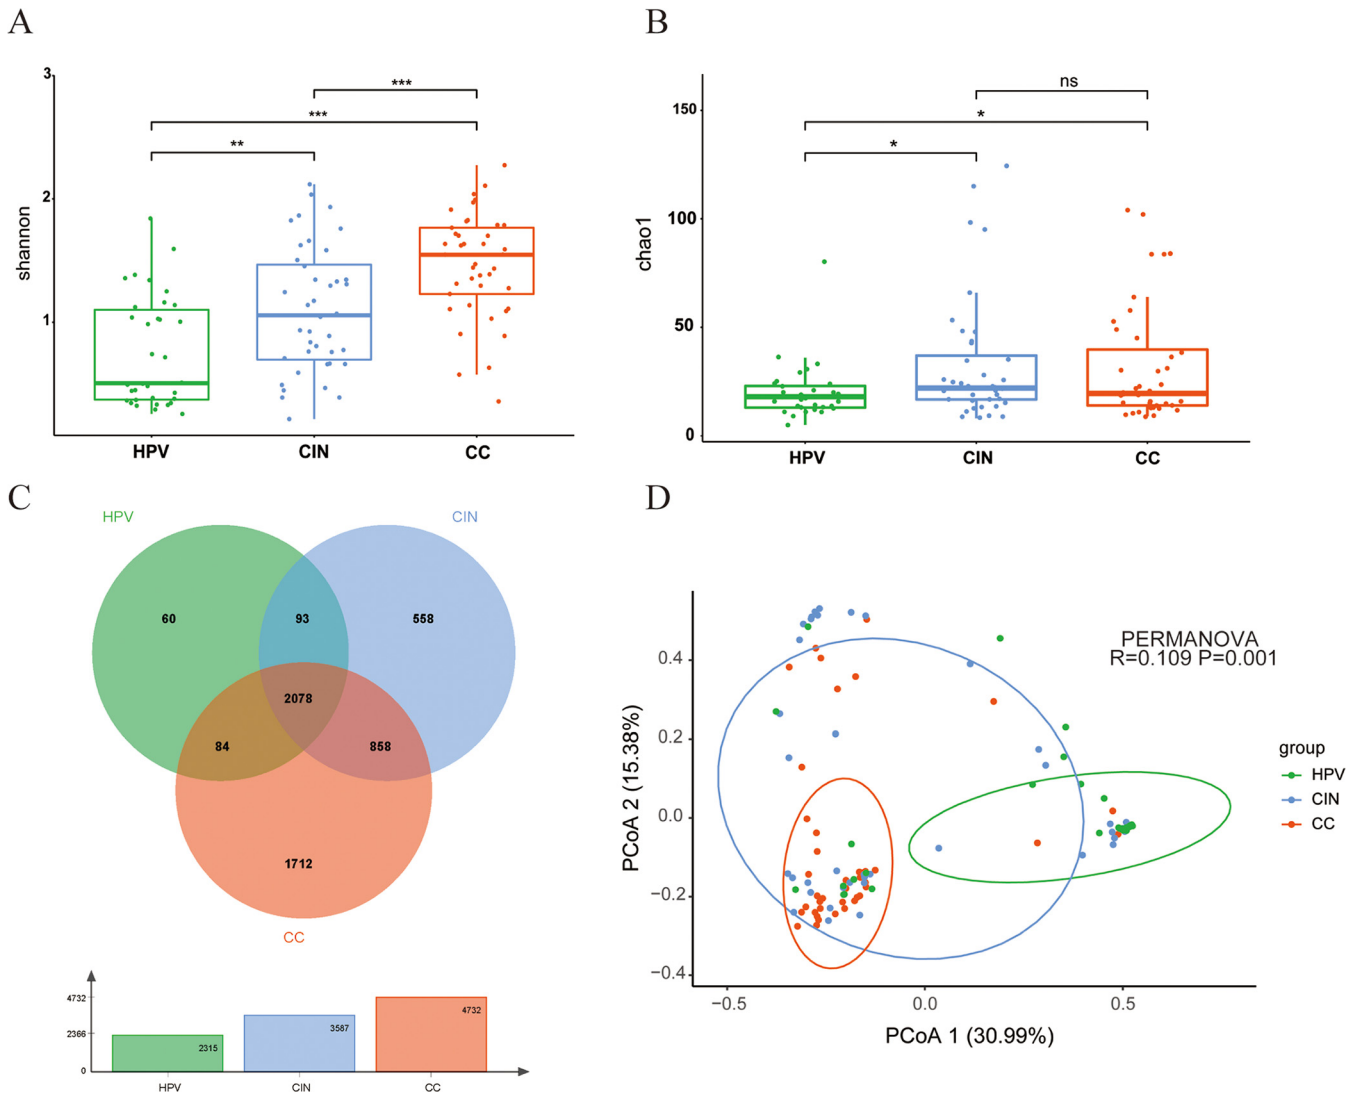 A
shannon
3
2
1
***
***
**
HPV
CIN
CC
B
chao1
150
100
50
0
ns
*
*
HPV
CIN
CC
C
HPV
CIN
60
93
558
2078
84
858
1712
CC
4732
2366
0
2315
3587
4732
HPV
CIN
CC
D
PCoA 2 (15.38%)
0.4
0.2
0.0
−0.2
−0.4
PERMANOVA
R=0.109 P=0.001
group
HPV
CIN
CC
−0.5
0.0
0.5
PCoA 1 (30.99%)